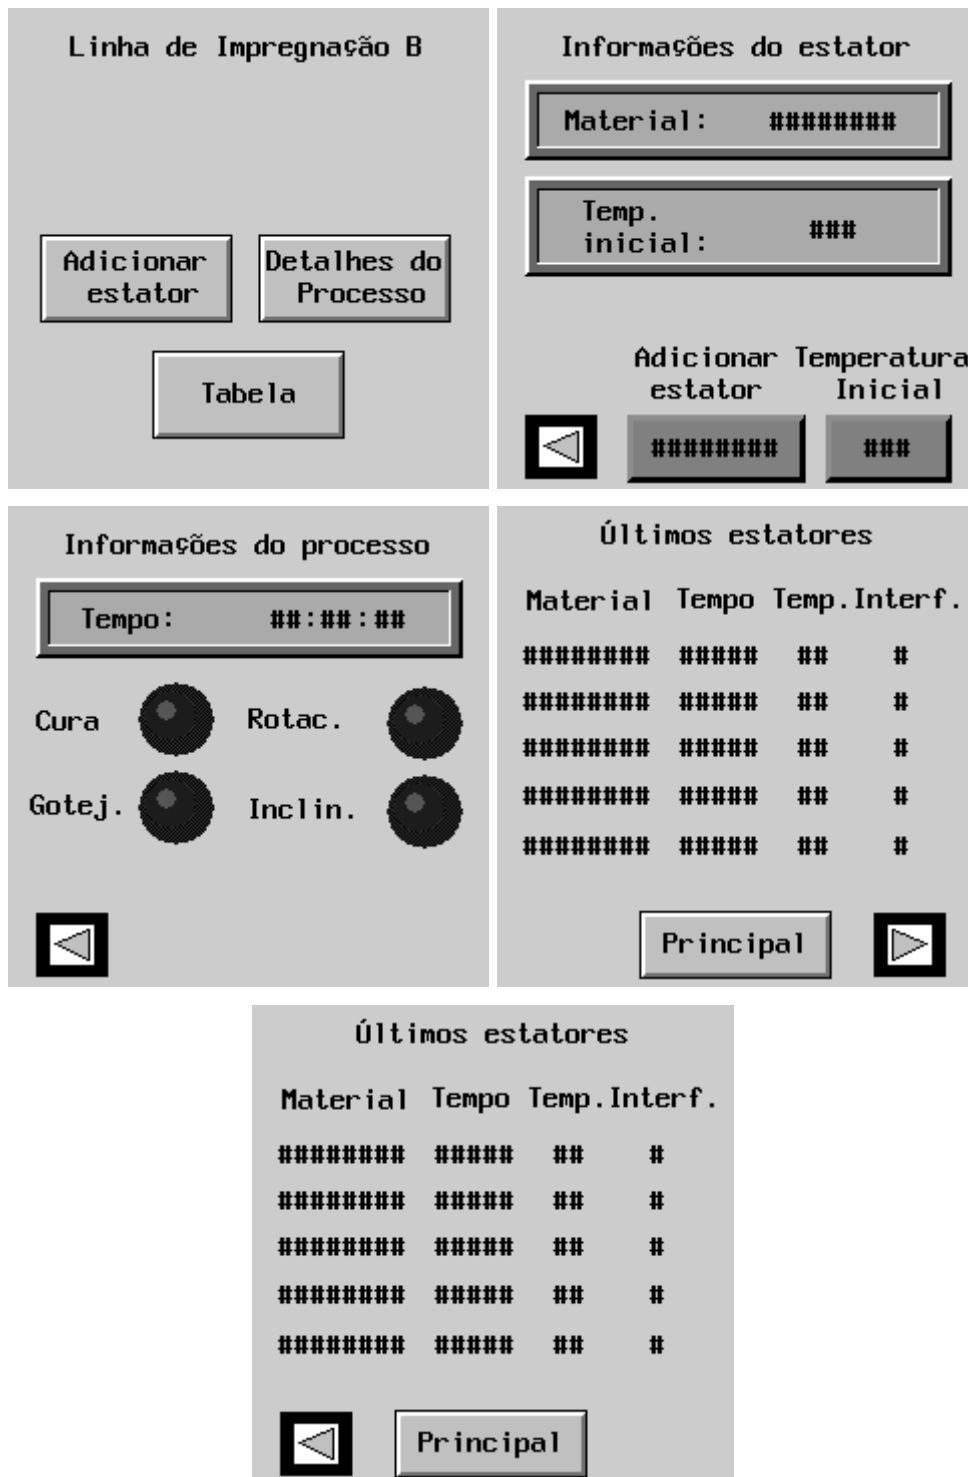 Linha de Impregnação B
Adicionar estator
Detalhes do Processo
Tabela
Informações do estator
Material: ########
Temp. inicial: ###
Adicionar estator
Temperatura Inicial
######## ###
Informações do processo
Tempo: ##:##:##
Cura
Rotac.
Gotej.
Inclin.
Últimos estatores
Material Tempo Temp. Interf.
######## ##### ## #
######## ##### ## #
######## ##### ## #
######## ##### ## #
######## ##### ## #
Principal
Últimos estatores
Material Tempo Temp. Interf.
######## ##### ## #
######## ##### ## #
######## ##### ## #
######## ##### ## #
######## ##### ## #
Principal